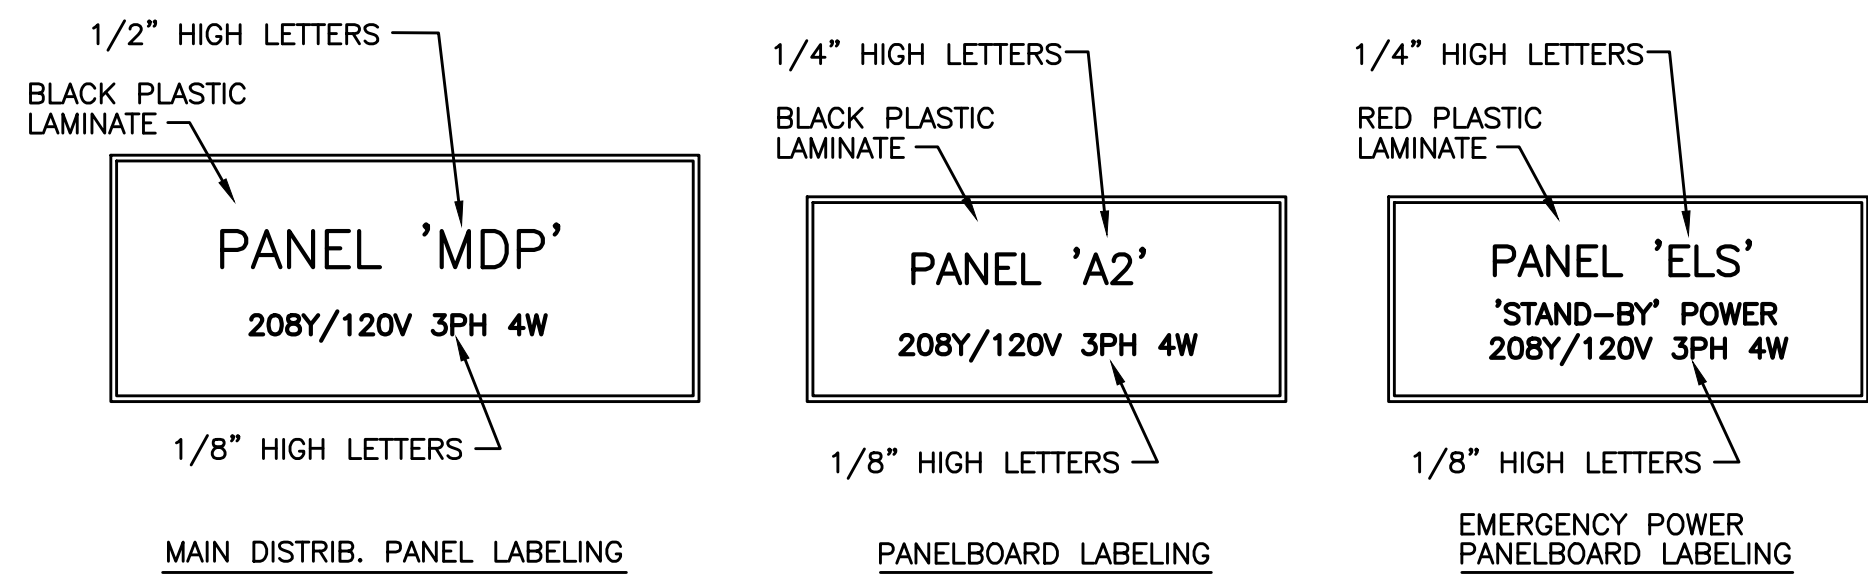 1/2" HIGH LETTERS
BLACK PLASTIC
LAMINATE
PANEL 'MDP'
208Y/120V 3PH 4W
1/8" HIGH LETTERS
MAIN DISTRIB. PANEL LABELING
1/4" HIGH LETTERS
BLACK PLASTIC
LAMINATE
PANEL 'A2'
208Y/120V 3PH 4W
1/8" HIGH LETTERS
PANELBOARD LABELING
1/4" HIGH LETTERS
RED PLASTIC
LAMINATE
PANEL 'ELS'
'STAND-BY' POWER
208Y/120V 3PH 4W
1/8" HIGH LETTERS
EMERGENCY POWER
PANELBOARD LABELING